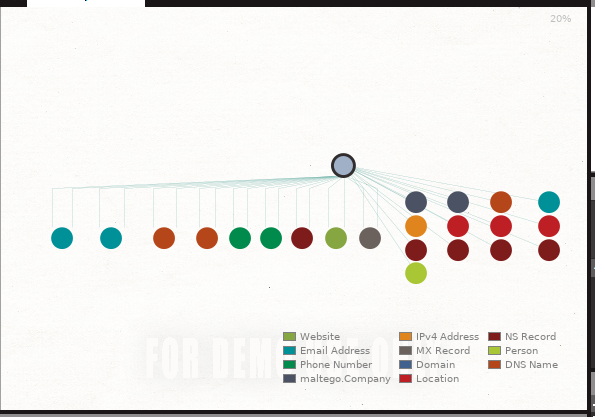 20%
Website
IPv4 Address
NS Record
Email Address
MX Record
Person
Phone Number
Domain
DNS Name
maltego.Company
Location
FOR DEM